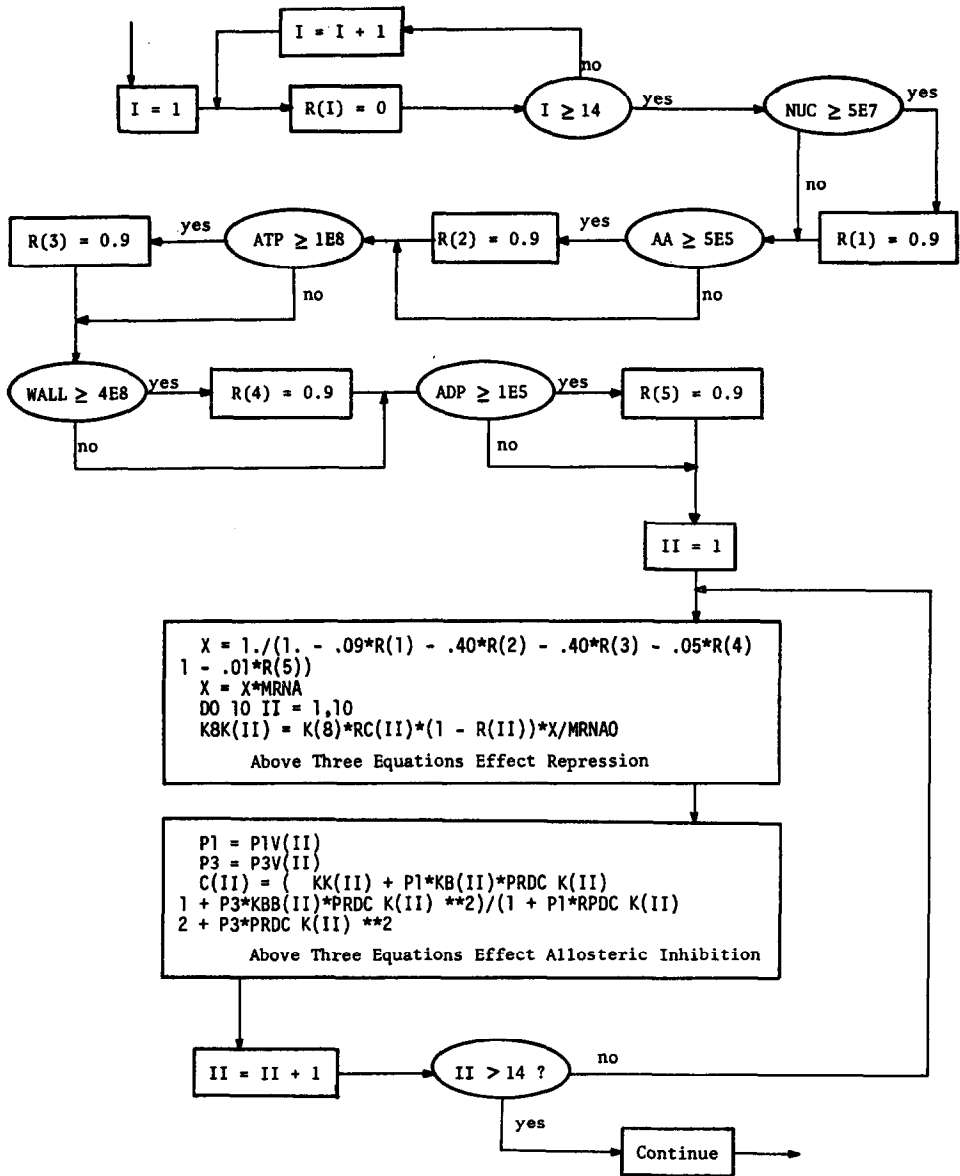 I = I + 1
no
I = 1
R(I) = 0
I ≥ 14
yes
NUC ≥ 5E7
yes
no
R(3) = 0.9
yes
ATP ≥ 1E8
R(2) = 0.9
yes
AA ≥ 5E5
R(1) = 0.9
no
no
WALL ≥ 4E8
yes
R(4) = 0.9
ADP ≥ 1E5
yes
R(5) = 0.9
no
no
II = 1
X = 1./(1. - .09*R(1) - .40*R(2) - .40*R(3) - .05*R(4)
1 - .01*R(5))
X = X*MRNA
DO 10 II = 1,10
K8K(II) = K(8)*RC(II)*(1 - R(II))*X/MRNAO
Above Three Equations Effect Repression
P1 = P1V(II)
P3 = P3V(II)
C(II) = ( KK(II) + P1*KB(II)*PRDC K(II)
1 + P3*KBB(II)*PRDC K(II) **2)/(1 + P1*RPDC K(II)
2 + P3*PRDC K(II) **2
Above Three Equations Effect Allosteric Inhibition
II = II + 1
II > 14 ?
no
yes
Continue